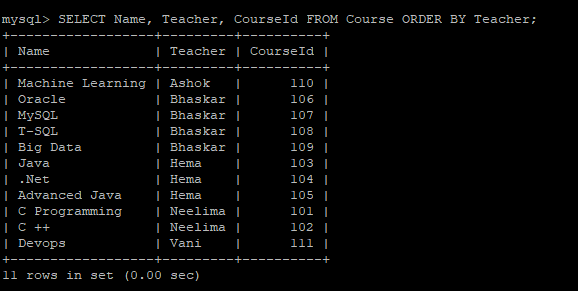 mysql> SELECT Name, Teacher, CourseId FROM Course ORDER BY Teacher;
+------------------+---------+----------+
| Name             | Teacher | CourseId |
+------------------+---------+----------+
| Machine Learning | Ashok   |      110 |
| Oracle           | Bhaskar |      106 |
| MySQL            | Bhaskar |      107 |
| T-SQL            | Bhaskar |      108 |
| Big Data         | Bhaskar |      109 |
| Java             | Hema    |      103 |
| .Net             | Hema    |      104 |
| Advanced Java    | Hema    |      105 |
| C Programming    | Neelima |      101 |
| C ++             | Neelima |      102 |
| Devops           | Vani    |      111 |
+------------------+---------+----------+
11 rows in set (0.00 sec)